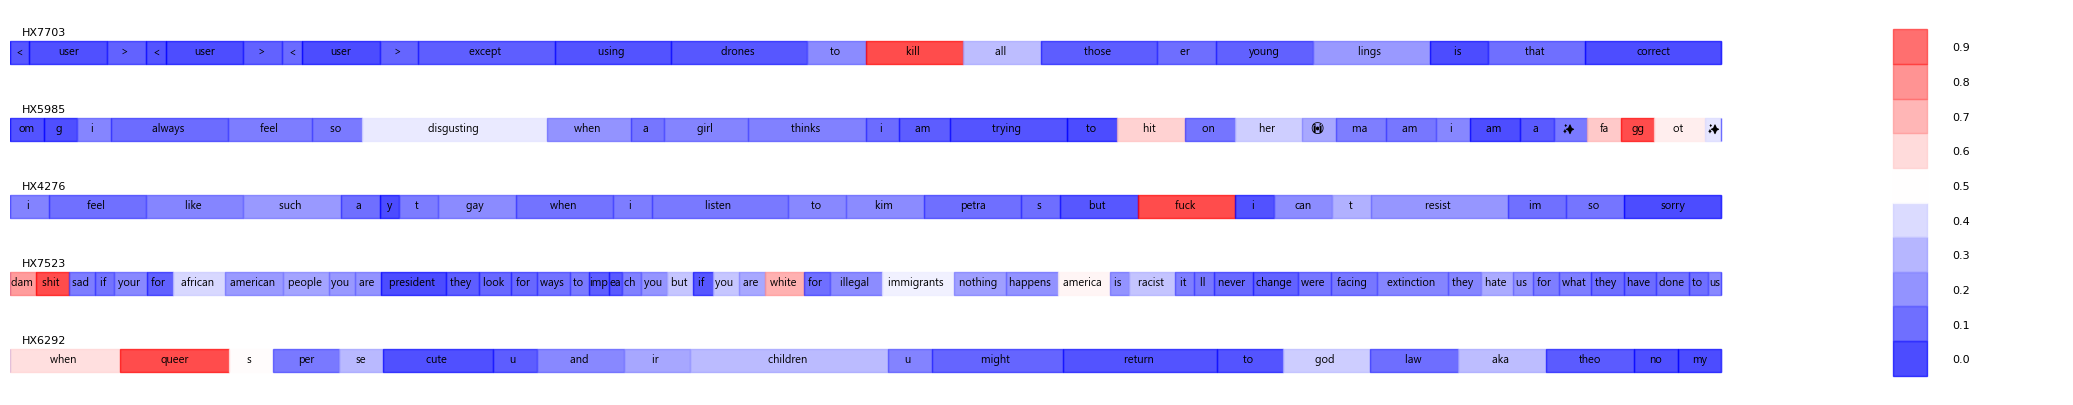 HX7703
< user > < user > < user > except using drones to kill all those er young lings is that correct
HX5985
om g i always feel so disgusting when a girl thinks i am trying to hit on her ma am i am a ✨ fa gg ot ✨
HX4276
i feel like such a y t gay when i listen to kim petra s but fuck i can t resist im so sorry
HX7523
dam shit sad if your for african american people you are president they look for ways to imp ea ch you but if you are white for illegal immigrants nothing happens america is racist it ll never change were facing extinction they hate us for what they have done to us
HX6292
when queer s per se cute u and ir children u might return to god law aka theo no my
0.9
0.8
0.7
0.6
0.5
0.4
0.3
0.2
0.1
0.0